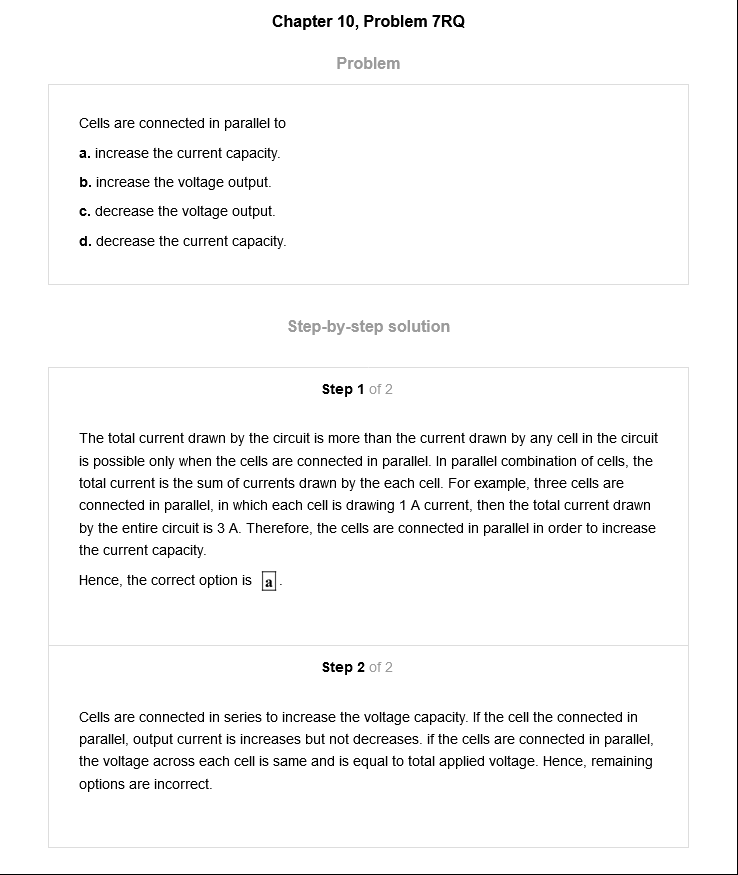 Chapter 10, Problem 7RQ
Problem
Cells are connected in parallel to
a. increase the current capacity.
b. increase the voltage output.
c. decrease the voltage output.
d. decrease the current capacity.
Step-by-step solution
Step 1 of 2
The total current drawn by the circuit is more than the current drawn by any cell in the circuit
is possible only when the cells are connected in parallel. In parallel combination of cells, the
total current is the sum of currents drawn by the each cell. For example, three cells are
connected in parallel, in which each cell is drawing 1 A current, then the total current drawn
by the entire circuit is 3 A. Therefore, the cells are connected in parallel in order to increase
the current capacity.
Hence, the correct option is a.
Step 2 of 2
Cells are connected in series to increase the voltage capacity. If the cell the connected in
parallel, output current is increases but not decreases. if the cells are connected in parallel,
the voltage across each cell is same and is equal to total applied voltage. Hence, remaining
options are incorrect.